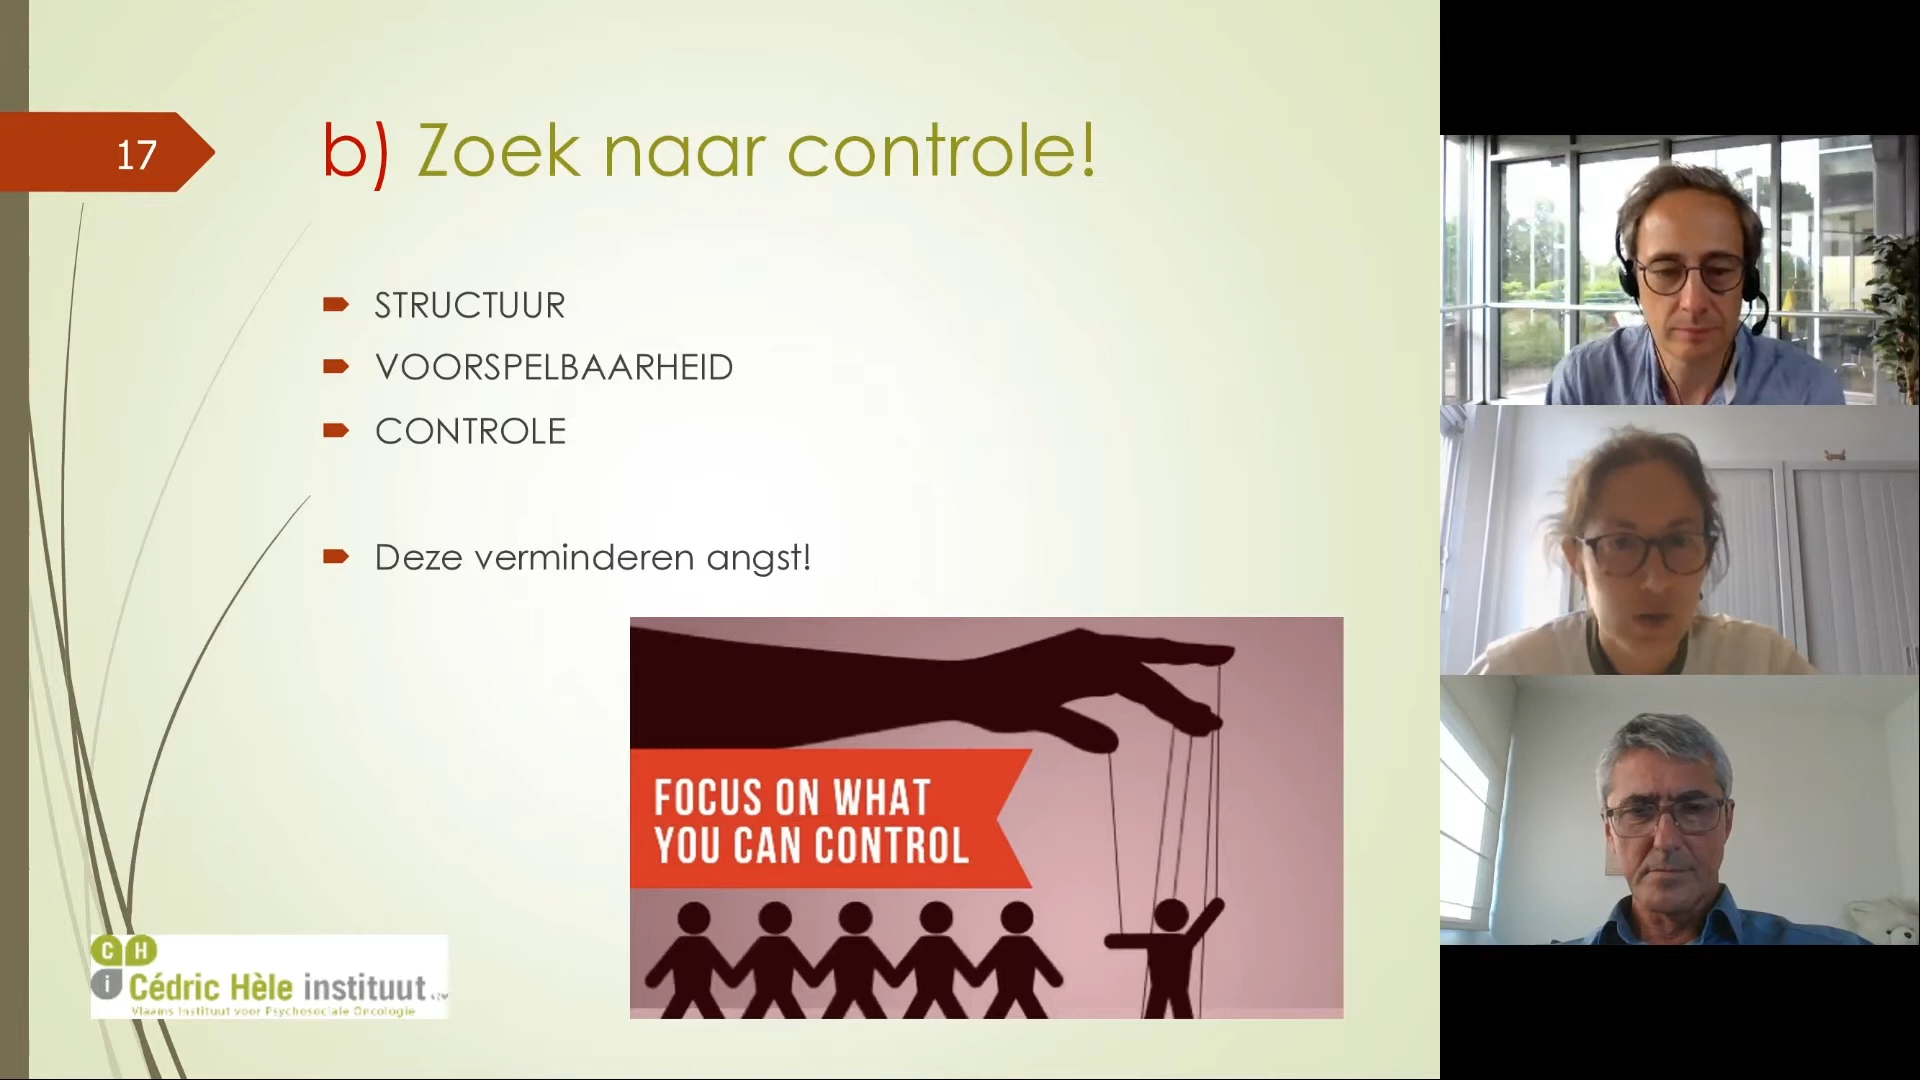 17
b) Zoek naar controle!
STRUCTUUR
VOORSPELBAARHEID
CONTROLE
Deze verminderen angst!
FOCUS ON WHAT
YOU CAN CONTROL
C H
i Cédric Hèle instituut vzw
Vlaams Instituut voor Psychosociale Oncologie